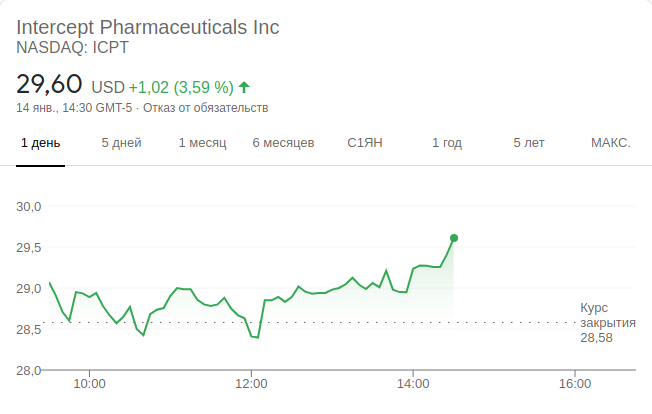 Intercept Pharmaceuticals Inc
NASDAQ: ICPT
29,60 USD +1,02 (3,59 %)
14 янв., 14:30 GMT-5 · Отказ от обязательств
1 день 5 дней 1 месяц 6 месяцев С1ЯН 1 год 5 лет МАКС.
30,0
29,5
29,0
28,5
28,0
Курс
закрытия
28,58
10:00 12:00 14:00 16:00